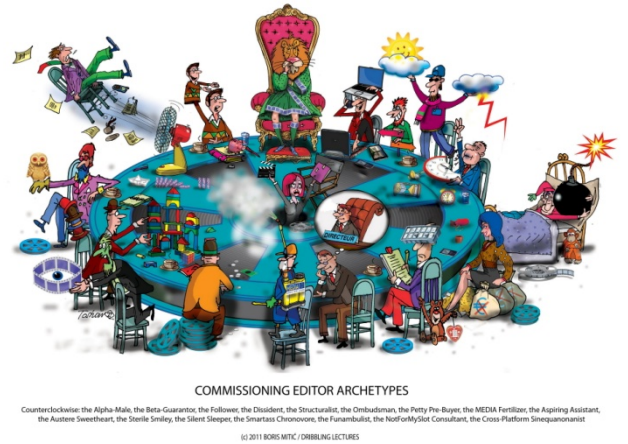 DIRECTEUR
COMMISSIONING EDITOR ARCHETYPES
Counterclockwise: the Alpha-Male, the Beta-Guarantor, the Follower, the Dissident, the Structuralist, the Ombudsman, the Petty Pre-Buyer, the MEDIA Fertilizer, the Aspiring Assistant,
the Austere Sweetheart, the Sterile Smiley, the Silent Sleeper, the Smartass Chronovore, the Funambulist, the NotForMySlot Consultant, the Cross-Platform Sinequanonanist
(c) 2011 BORIS MITIĆ / DRIBBLING LECTURES